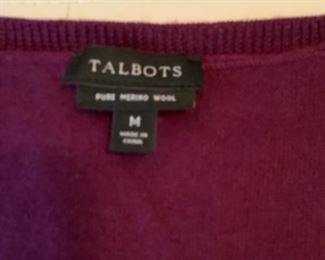 TALBOTS
PURE MERINO WOOL
M
MADE IN
CHINA